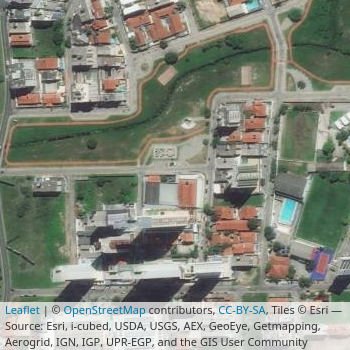 Leaflet | © OpenStreetMap contributors, CC-BY-SA, Tiles © Esri —
Source: Esri, i-cubed, USDA, USGS, AEX, GeoEye, Getmapping,
Aerogrid, IGN, IGP, UPR-EGP, and the GIS User Community